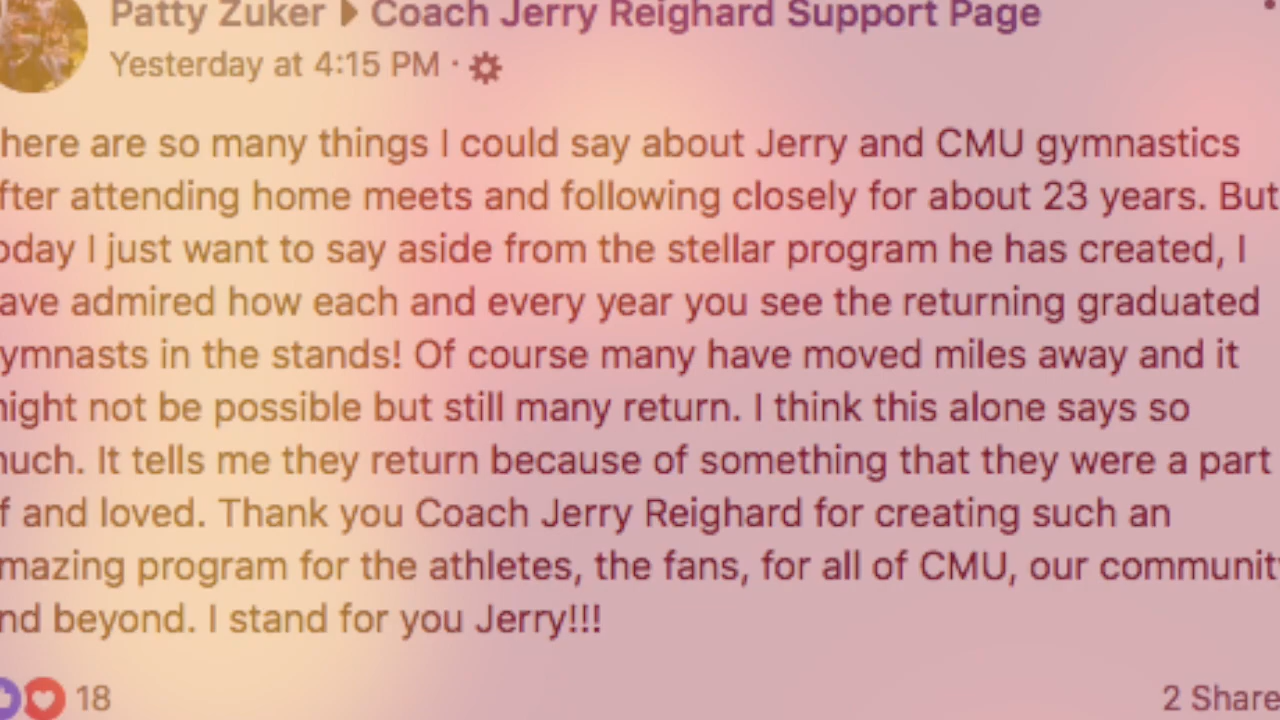 Patty Zuker ▸ Coach Jerry Reighard Support Page
Yesterday at 4:15 PM ·
here are so many things I could say about Jerry and CMU gymnastics
fter attending home meets and following closely for about 23 years. But
oday I just want to say aside from the stellar program he has created, I
ave admired how each and every year you see the returning graduated
ymnasts in the stands! Of course many have moved miles away and it
night not be possible but still many return. I think this alone says so
nuch. It tells me they return because of something that they were a part
f and loved. Thank you Coach Jerry Reighard for creating such an
mazing program for the athletes, the fans, for all of CMU, our community
nd beyond. I stand for you Jerry!!!
18
2 Share